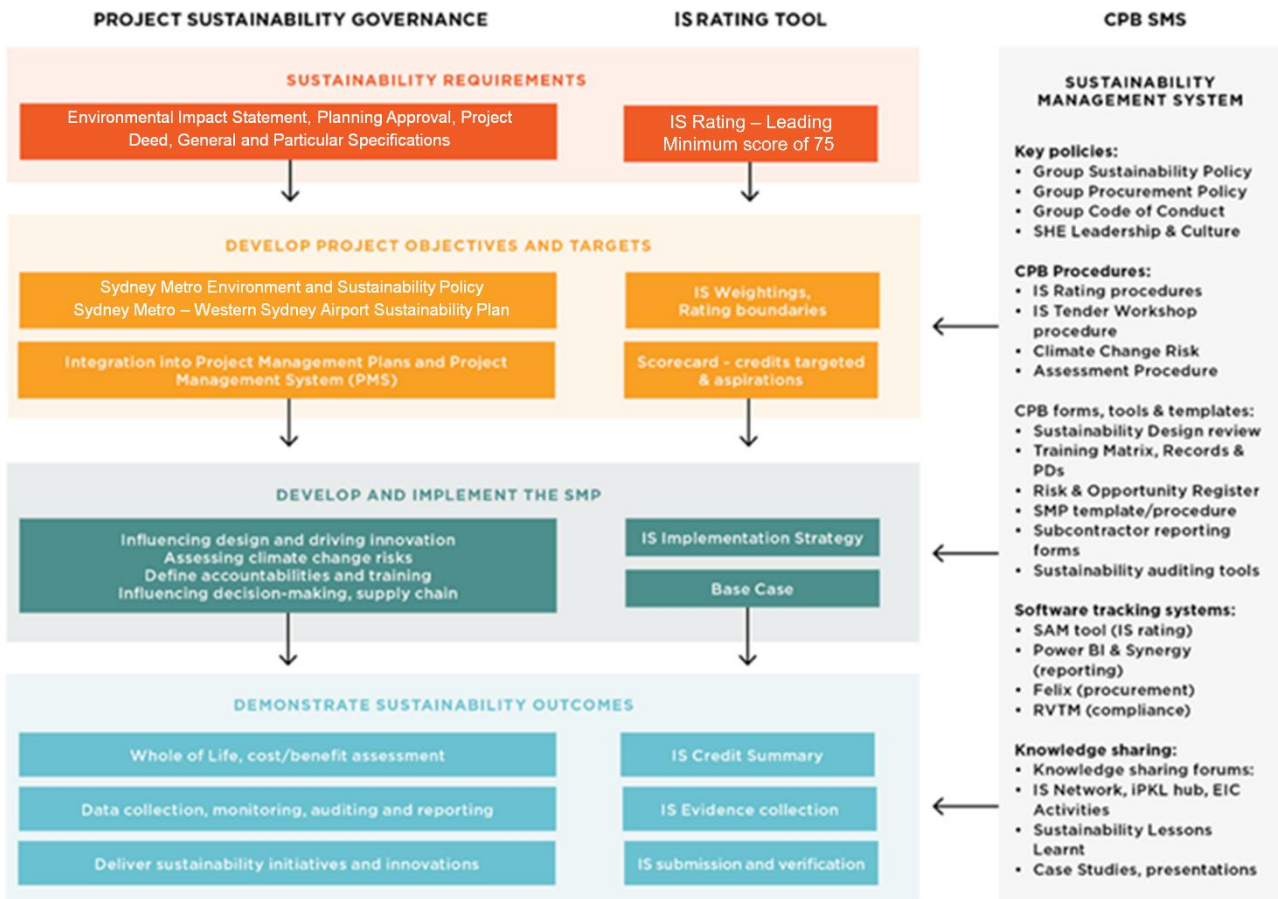 PROJECT SUSTAINABILITY GOVERNANCE
IS RATING TOOL
CPB SMS
SUSTAINABILITY REQUIREMENTS
Environmental Impact Statement, Planning Approval, Project
Deed, General and Particular Specifications
IS Rating – Leading
Minimum score of 75
DEVELOP PROJECT OBJECTIVES AND TARGETS
Sydney Metro Environment and Sustainability Policy
Sydney Metro – Western Sydney Airport Sustainability Plan
IS Weightings,
Rating boundaries
Integration into Project Management Plans and Project
Management System (PMS)
Scorecard - credits targeted
& aspirations
DEVELOP AND IMPLEMENT THE SMP
Influencing design and driving innovation
Assessing climate change risks
Define accountabilities and training
Influencing decision-making, supply chain
IS Implementation Strategy
Base Case
DEMONSTRATE SUSTAINABILITY OUTCOMES
Whole of Life, cost/benefit assessment
IS Credit Summary
Data collection, monitoring, auditing and reporting
IS Evidence collection
Deliver sustainability initiatives and innovations
IS submission and verification
SUSTAINABILITY
MANAGEMENT SYSTEM
Key policies:
• Group Sustainability Policy
• Group Procurement Policy
• Group Code of Conduct
• SHE Leadership & Culture
CPB Procedures:
• IS Rating procedures
• IS Tender Workshop
procedure
• Climate Change Risk
• Assessment Procedure
CPB forms, tools & templates:
• Sustainability Design review
• Training Matrix, Records &
PDs
• Risk & Opportunity Register
• SMP template/procedure
• Subcontractor reporting
forms
• Sustainability auditing tools
Software tracking systems:
• SAM tool (IS rating)
• Power BI & Synergy
(reporting)
• Felix (procurement)
• RVTM (compliance)
Knowledge sharing:
• Knowledge sharing forums:
• IS Network, iPKL hub, EIC
Activities
• Sustainability Lessons
Learnt
• Case Studies, presentations